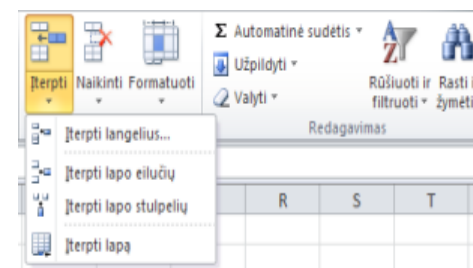 Įterpti Naikinti Formatuoti
Σ Automatinė sudėtis
Užpildyti
Valyti
Rūšiuoti ir
filtruoti
Rasti
žymėti
Redagavimas
Įterpti langelius...
Įterpti lapo eilučių
Įterpti lapo stulpelių
Įterpti lapą
R S T